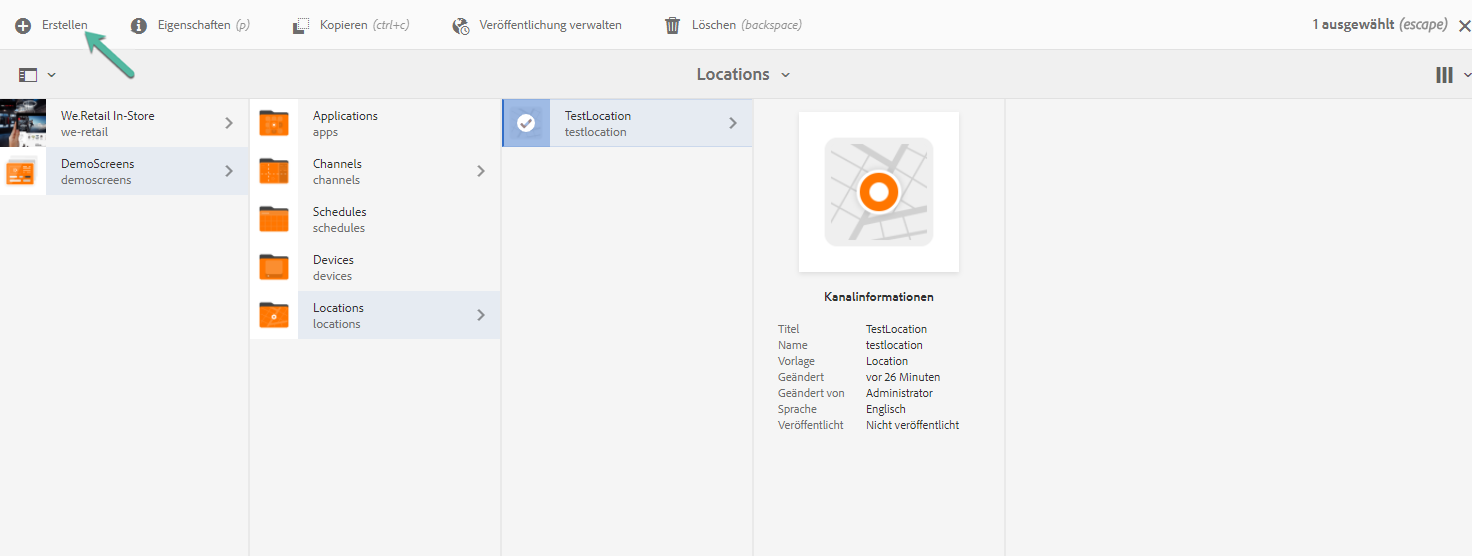 Erstellen
Eigenschaften (p)
Kopieren (ctrl+c)
Veröffentlichung verwalten
Löschen (backspace)
1 ausgewählt (escape)
Locations
We.Retail In-Store
we-retail
DemoScreens
demoscreens
Applications
apps
Channels
channels
Schedules
schedules
Devices
devices
Locations
locations
TestLocation
testlocation
Kanalinformationen
Titel TestLocation
Name testlocation
Vorlage Location
Geändert vor 26 Minuten
Geändert von Administrator
Sprache Englisch
Veröffentlicht Nicht veröffentlicht